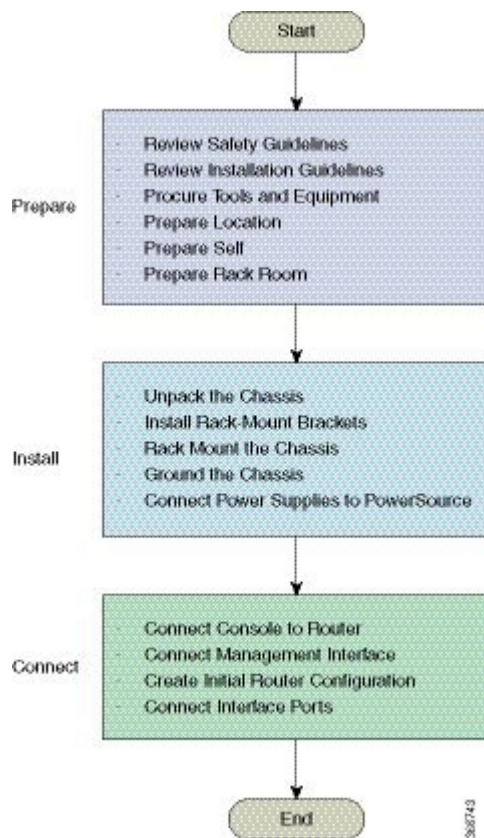 Start
Prepare
- Review Safety Guidelines
- Review Installation Guidelines
- Procure Tools and Equipment
- Prepare Location
- Prepare Self
- Prepare Rack Room
Install
- Unpack the Chassis
- Install Rack-Mount Brackets
- Rack Mount the Chassis
- Ground the Chassis
- Connect Power Supplies to PowerSource
Connect
- Connect Console to Router
- Connect Management Interface
- Create Initial Router Configuration
- Connect Interface Ports
End